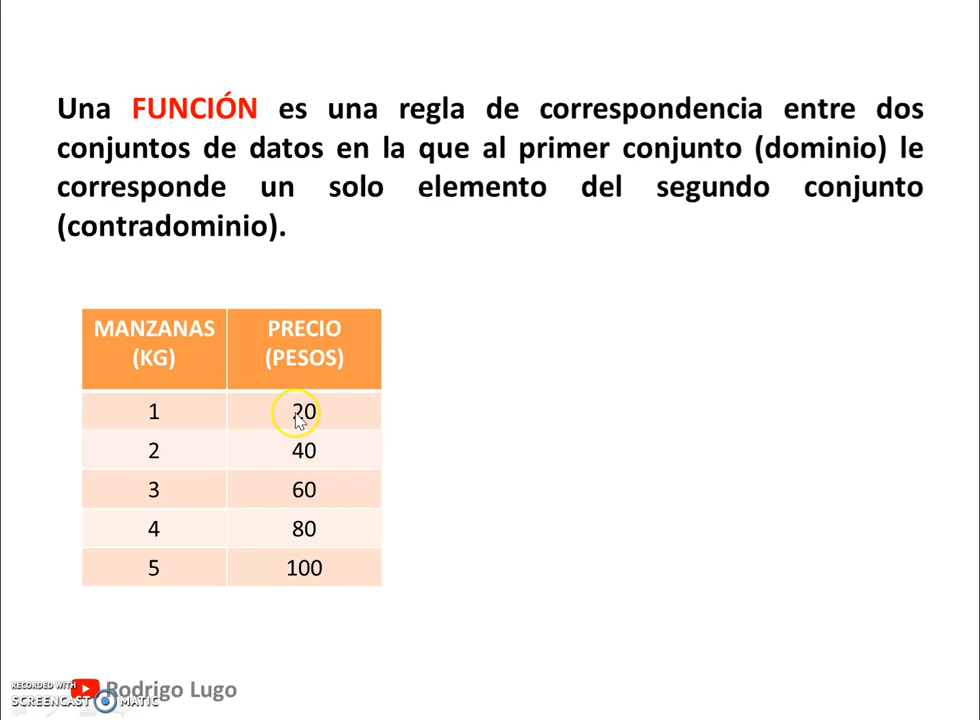 Una FUNCIÓN es una regla de correspondencia entre dos
conjuntos de datos en la que al primer conjunto (dominio) le
corresponde un solo elemento del segundo conjunto
(contradominio).
MANZANAS (KG) PRECIO (PESOS)
1 20
2 40
3 60
4 80
5 100
RECORDED WITH
SCREENCAST MATIC
Rodrigo Lugo